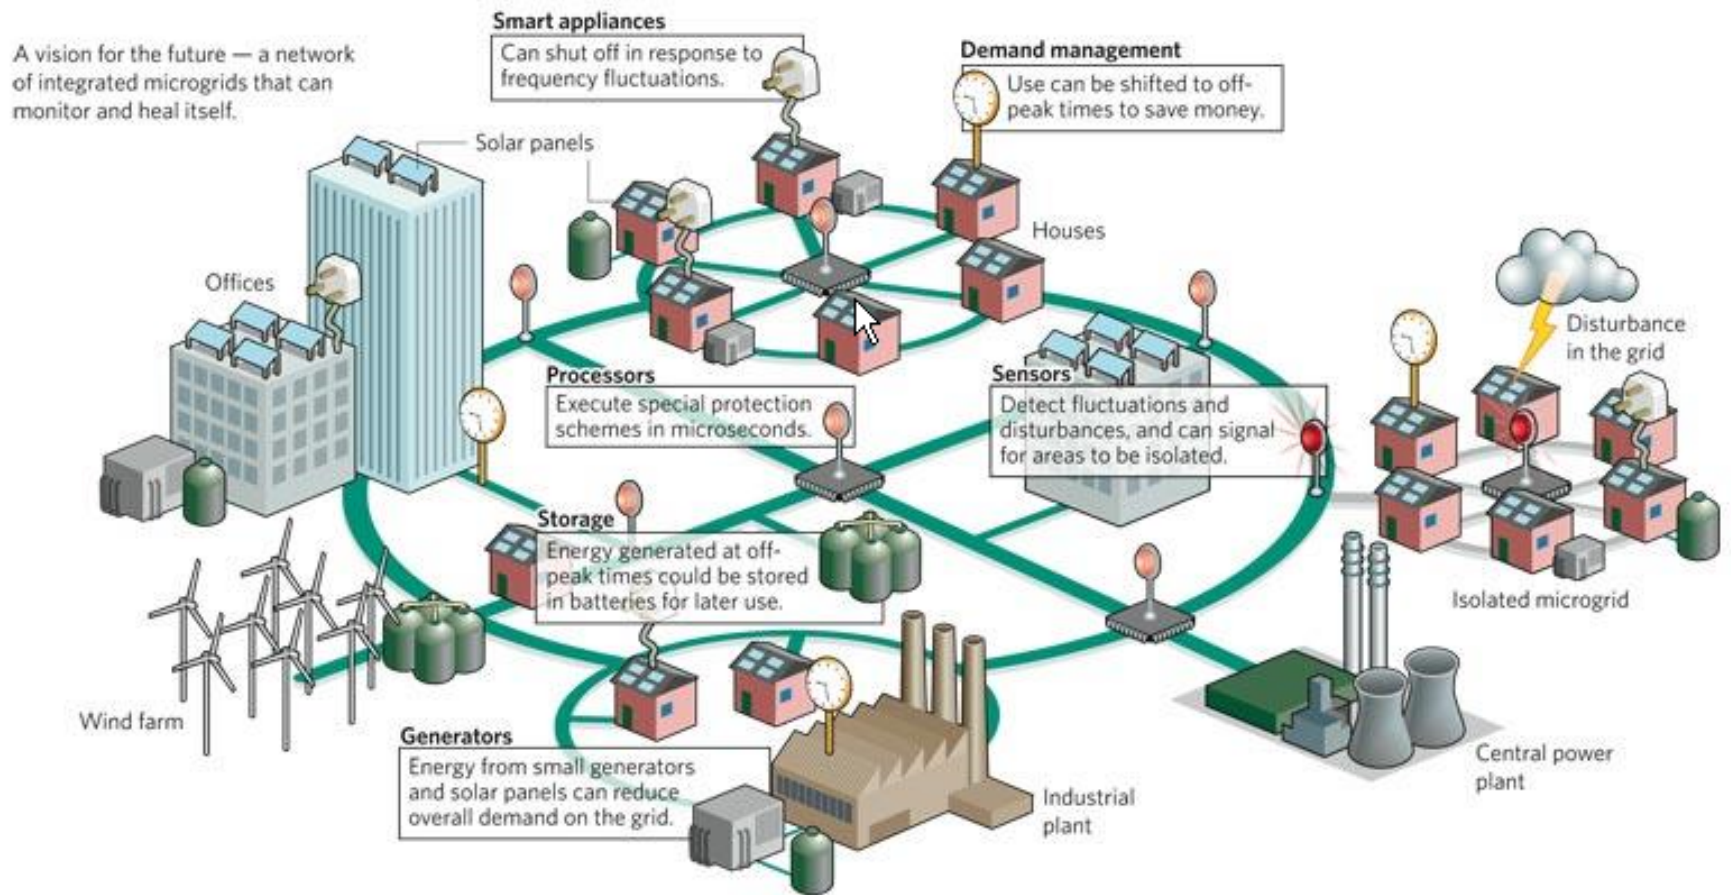 A vision for the future — a network
of integrated microgrids that can
monitor and heal itself.
Smart appliances
Can shut off in response to
frequency fluctuations.
Demand management
Use can be shifted to off-
peak times to save money.
Solar panels
Houses
Offices
Disturbance
in the grid
Processors
Execute special protection
schemes in microseconds.
Sensors
Detect fluctuations and
disturbances, and can signal
for areas to be isolated.
Storage
Energy generated at off-
peak times could be stored
in batteries for later use.
Isolated microgrid
Wind farm
Generators
Energy from small generators
and solar panels can reduce
overall demand on the grid.
Industrial
plant
Central power
plant